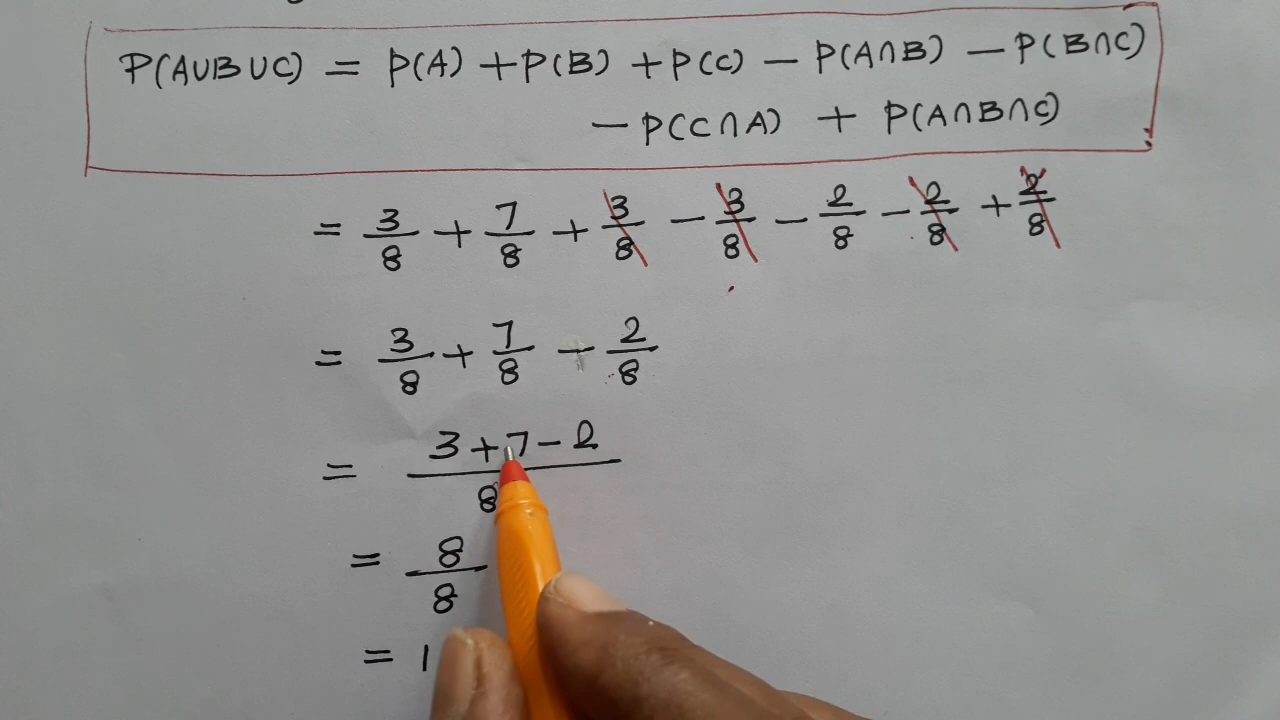 P(A∪B∪C) = P(A) + P(B) + P(C) − P(A∩B) − P(B∩C)
− P(C∩A) + P(A∩B∩C)
= 3/8 + 7/8 + 3/8 − 3/8 − 2/8 − 2/8 + 2/8
= 3/8 + 7/8 − 2/8
= 3+7−2/8
= 8/8
= 1